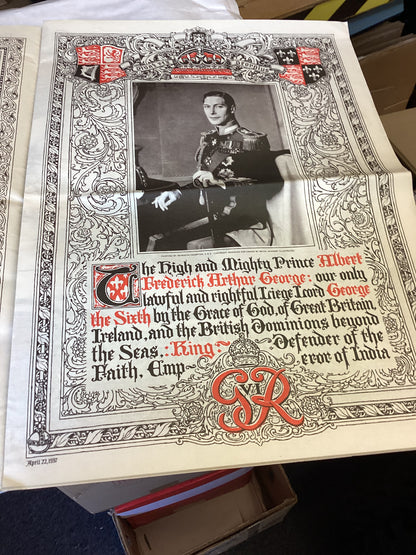 The High and Mighty Prince Albert
Frederick Arthur George: our only
lawful and rightful Liege Lord George
the Sixth by the Grace of God, of Great Britain,
Ireland, and the British Dominions beyond
the Seas,: King: Defender of the
Faith, Emp eror of India
G VI R
April 22, 1937